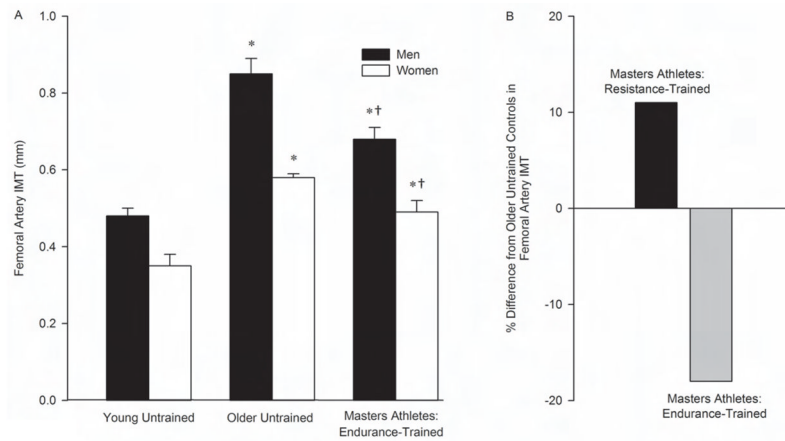 A
Femoral Artery IMT (mm)
1.0
0.8
0.6
0.4
0.2
0.0
Men
Women
*
*
*†
*†
Young Untrained
Older Untrained
Masters Athletes:
Endurance-Trained
B
% Difference from Older Untrained Controls in
Femoral Artery IMT
20
10
0
-10
-20
Masters Athletes:
Resistance-Trained
Masters Athletes:
Endurance-Trained